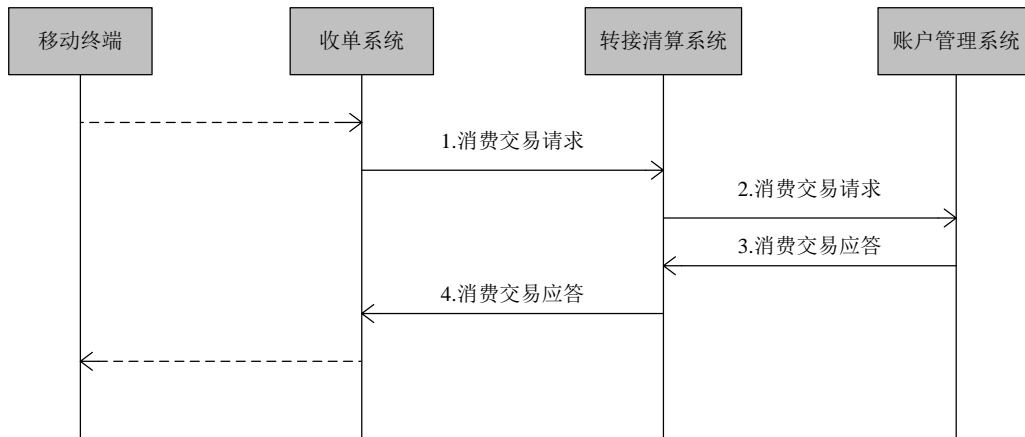 移动终端
收单系统
转接清算系统
账户管理系统
1.消费交易请求
2.消费交易请求
3.消费交易应答
4.消费交易应答